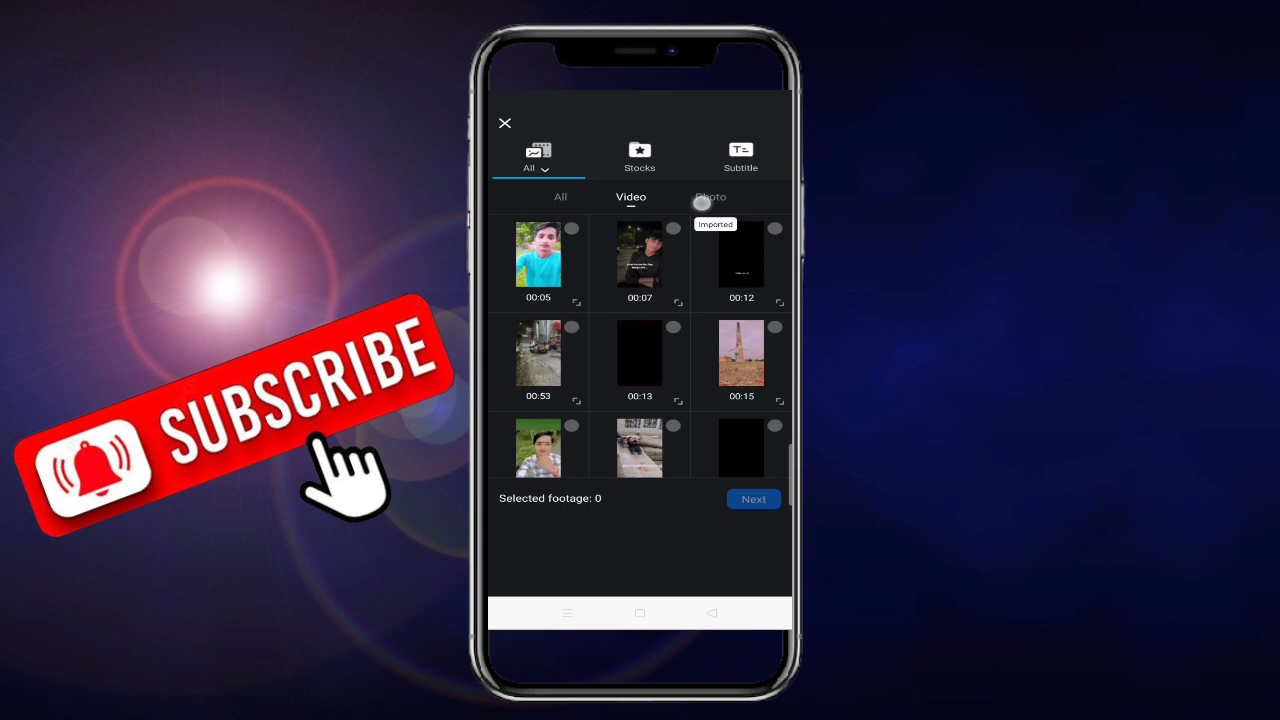 SUBSCRIBE
All
Stocks
Subtitle
All
Video
Photo
Imported
00:05
00:07
00:12
00:53
00:13
00:15
Selected footage: 0
Next